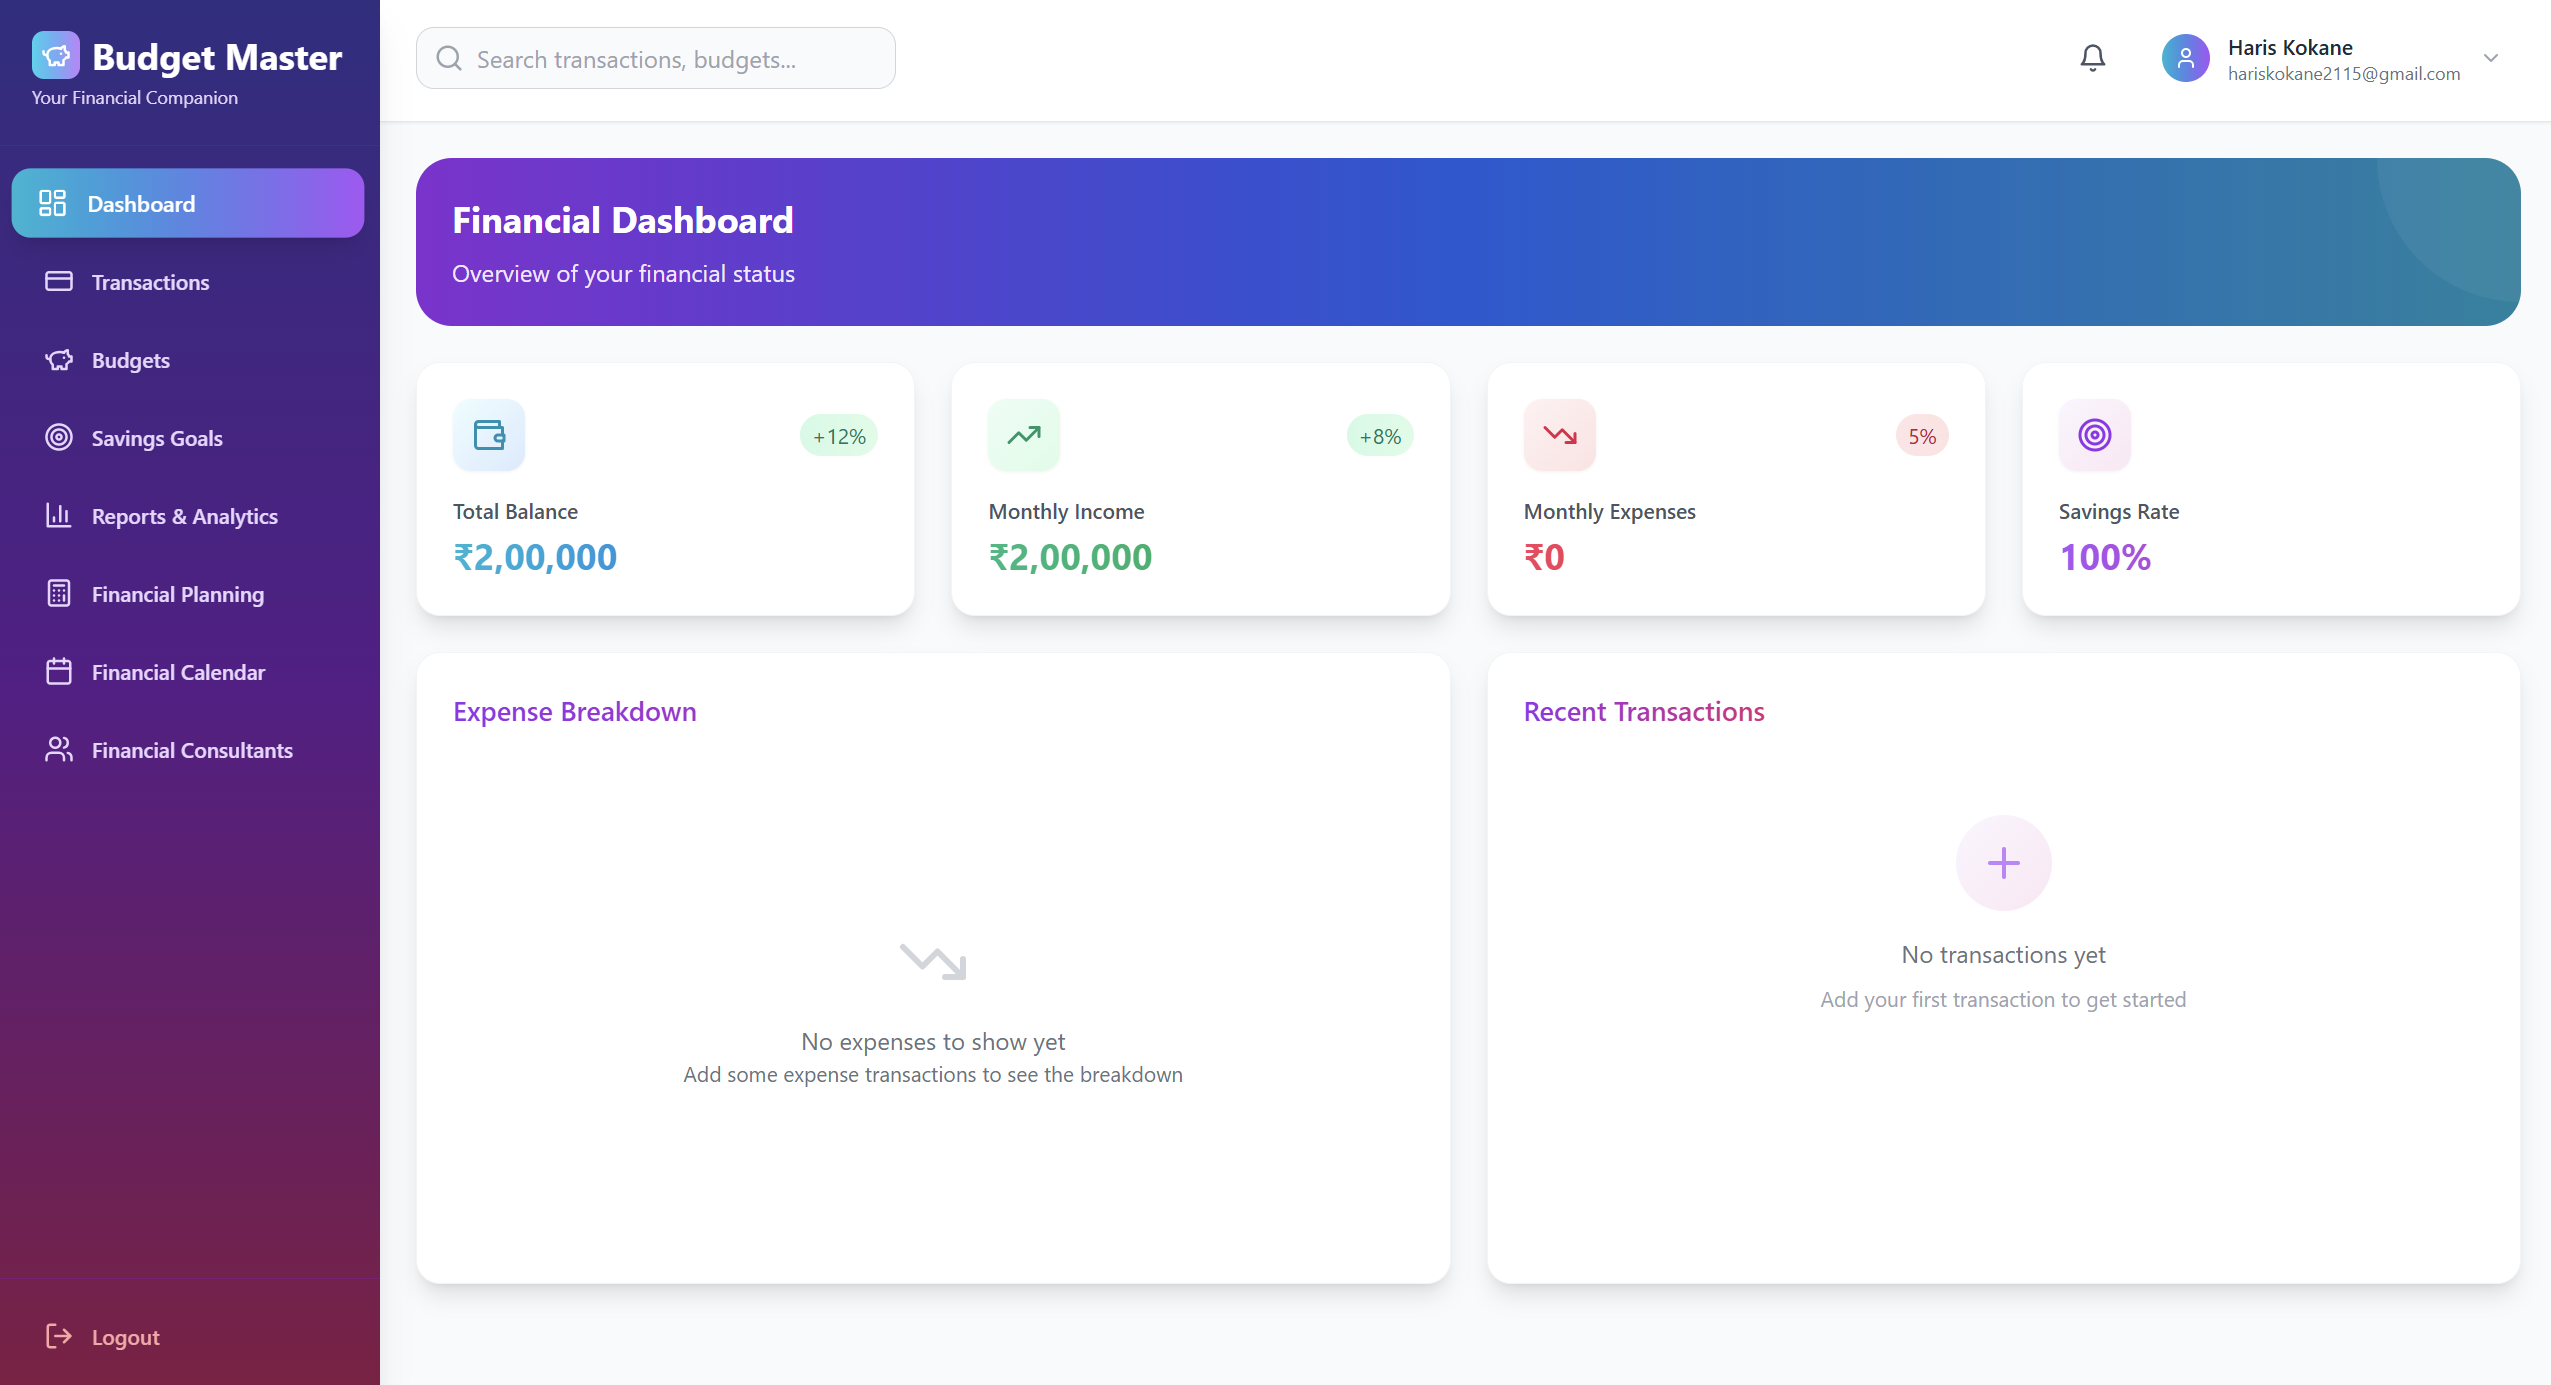 Budget Master
Your Financial Companion
Dashboard
Transactions
Budgets
Savings Goals
Reports & Analytics
Financial Planning
Financial Calendar
Financial Consultants
Logout
Search transactions, budgets...
Haris Kokane
hariskokane2115@gmail.com
Financial Dashboard
Overview of your financial status
+12%
Total Balance
₹2,00,000
+8%
Monthly Income
₹2,00,000
5%
Monthly Expenses
₹0
Savings Rate
100%
Expense Breakdown
No expenses to show yet
Add some expense transactions to see the breakdown
Recent Transactions
No transactions yet
Add your first transaction to get started